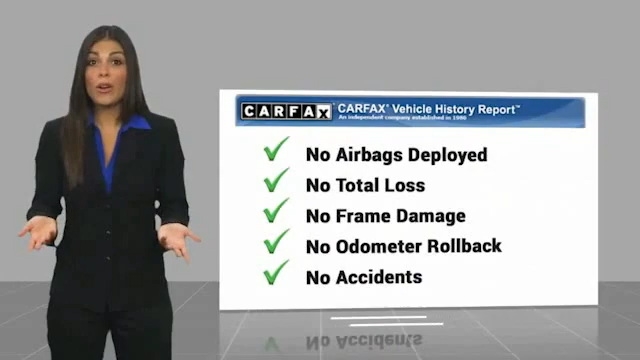 CARFAX CARFAX® Vehicle History Report™
An independent company established in 1986
No Airbags Deployed
No Total Loss
No Frame Damage
No Odometer Rollback
No Accidents